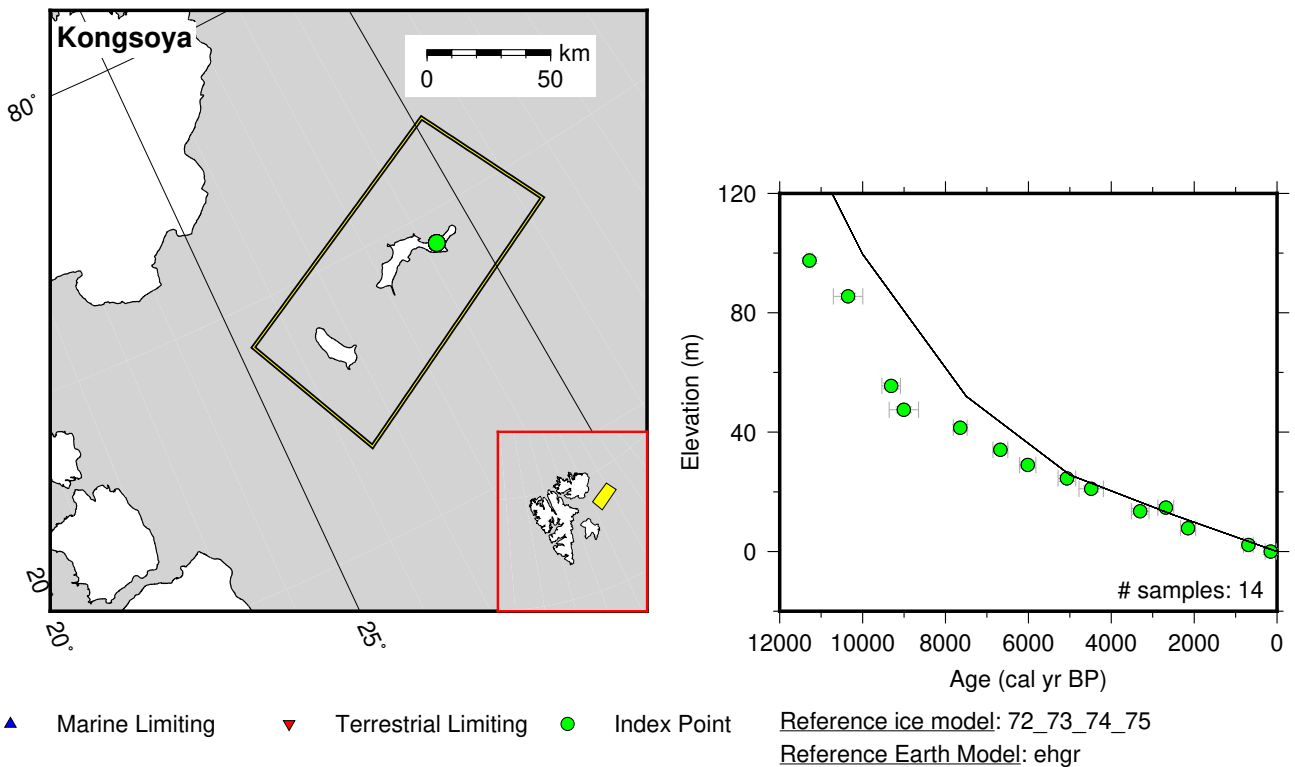 Kongsoya
km
0 50
80°
20
20°
25°
120
80
40
0
Elevation (m)
# samples: 14
12000 10000 8000 6000 4000 2000 0
Age (cal yr BP)
Marine Limiting Terrestrial Limiting Index Point
Reference ice model: 72_73_74_75
Reference Earth Model: ehgr